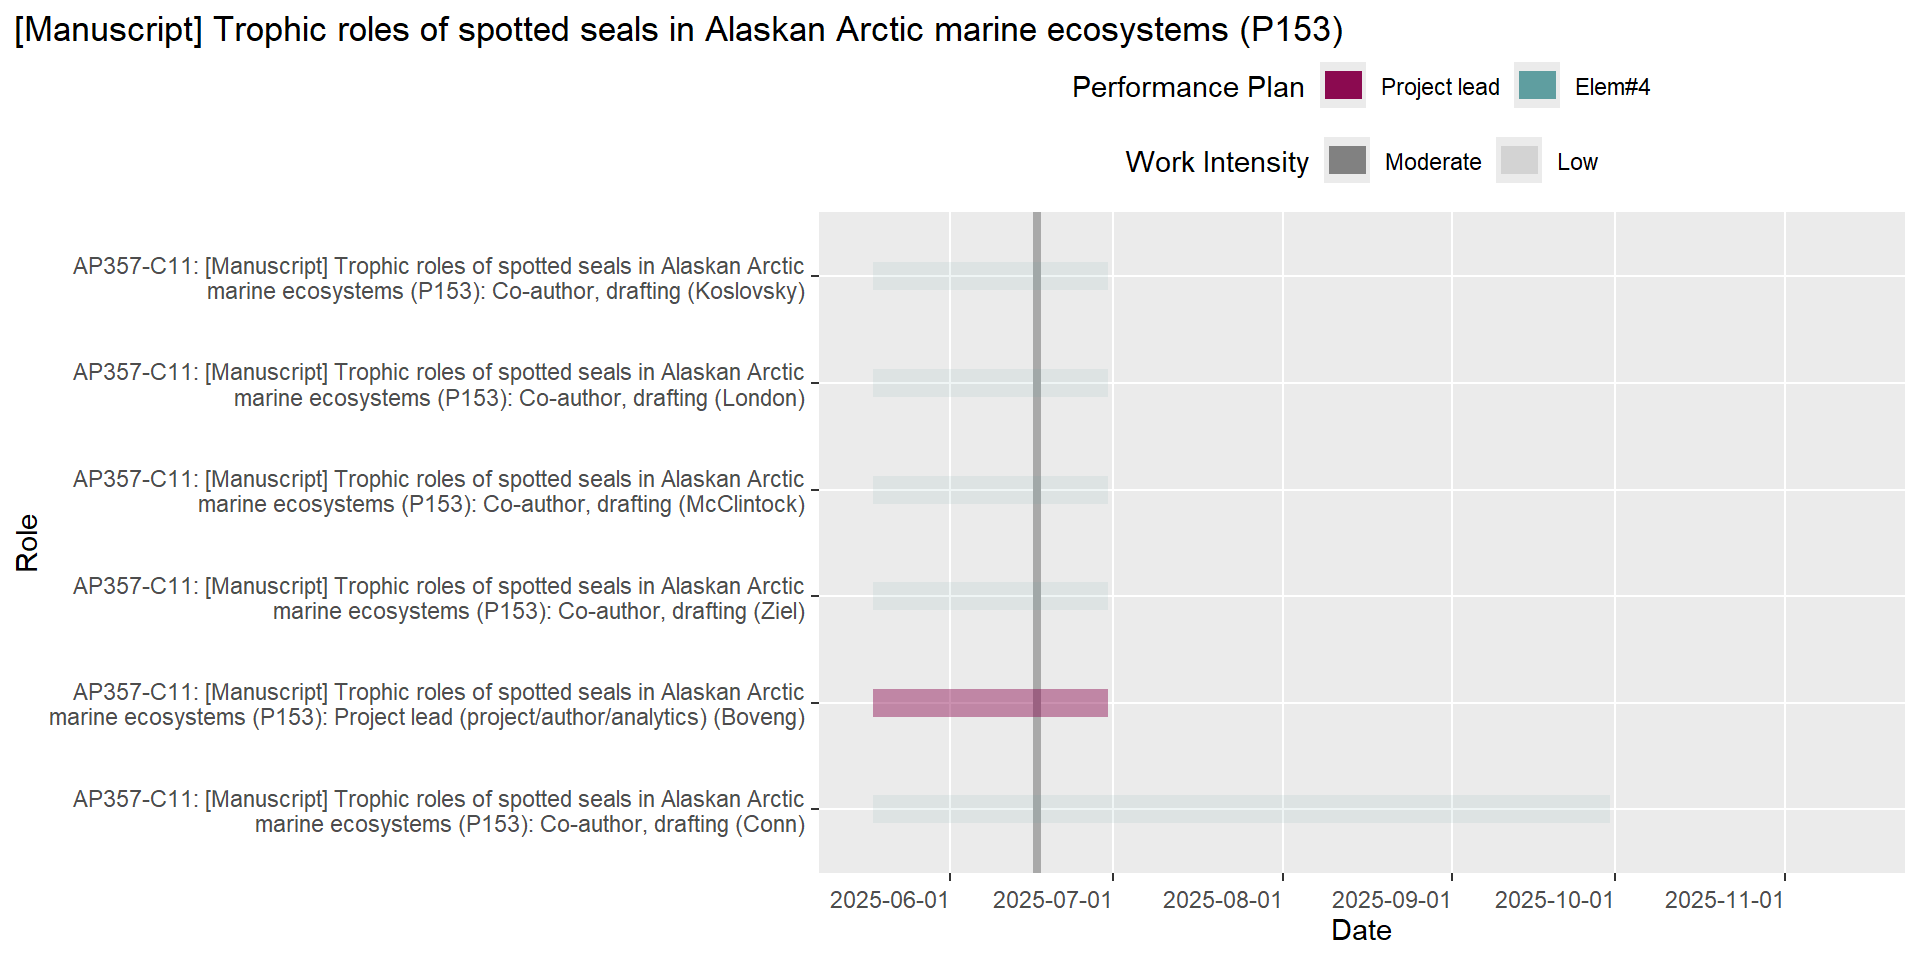 [Manuscript] Trophic roles of spotted seals in Alaskan Arctic marine ecosystems (P153)
Performance Plan Project lead Elem#4
Work Intensity Moderate Low
AP357-C11: [Manuscript] Trophic roles of spotted seals in Alaskan Arctic
marine ecosystems (P153): Co-author, drafting (Koslovsky)
AP357-C11: [Manuscript] Trophic roles of spotted seals in Alaskan Arctic
marine ecosystems (P153): Co-author, drafting (London)
AP357-C11: [Manuscript] Trophic roles of spotted seals in Alaskan Arctic
marine ecosystems (P153): Co-author, drafting (McClintock)
AP357-C11: [Manuscript] Trophic roles of spotted seals in Alaskan Arctic
marine ecosystems (P153): Co-author, drafting (Ziel)
AP357-C11: [Manuscript] Trophic roles of spotted seals in Alaskan Arctic
marine ecosystems (P153): Project lead (project/author/analytics) (Boveng)
AP357-C11: [Manuscript] Trophic roles of spotted seals in Alaskan Arctic
marine ecosystems (P153): Co-author, drafting (Conn)
Role
2025-06-01 2025-07-01 2025-08-01 2025-09-01 2025-10-01 2025-11-01
Date